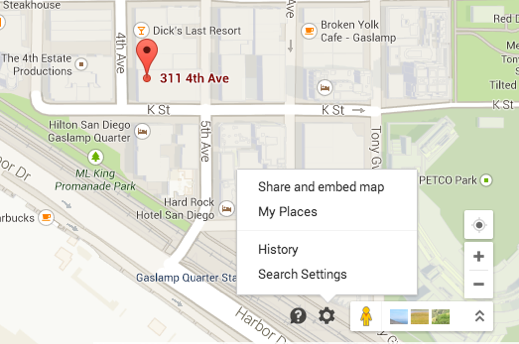 Steakhouse
4th Ave
Dick's Last Resort
Broken Yolk
Cafe - Gaslamp
Red D
The 4th Estate
Productions
311 4th Ave
Me
Tony
Tilted
K St
K St
Hilton San Diego
Gaslamp Quarter
5th Ave
Tony Gw
ML King
Promanade Park
Harbor Dr
Share and embed map
My Places
PETCO Park
Hard Rock
Hotel San Diego
arbucks
History
Search Settings
Gaslamp Quarter Sta
Harbor D